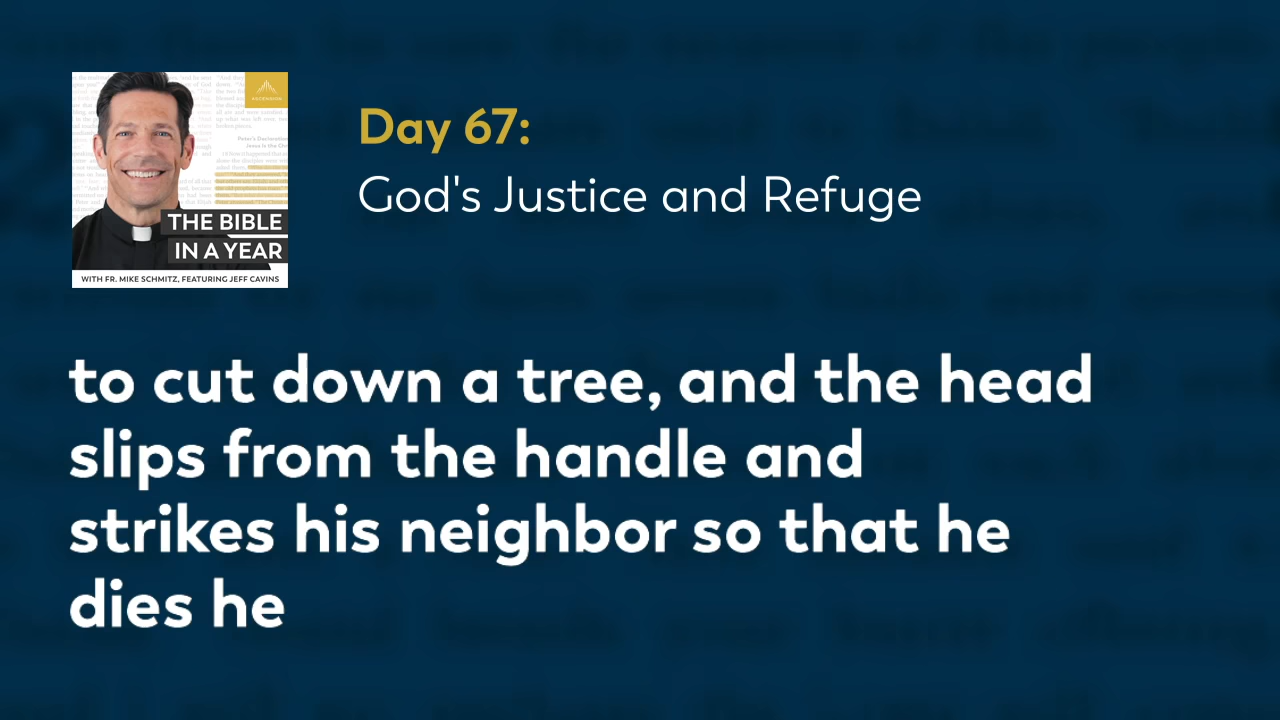 Day 67:
God's Justice and Refuge
THE BIBLE
IN A YEAR
WITH FR. MIKE SCHMITZ, FEATURING JEFF CAVINS
to cut down a tree, and the head
slips from the handle and
strikes his neighbor so that he
dies he